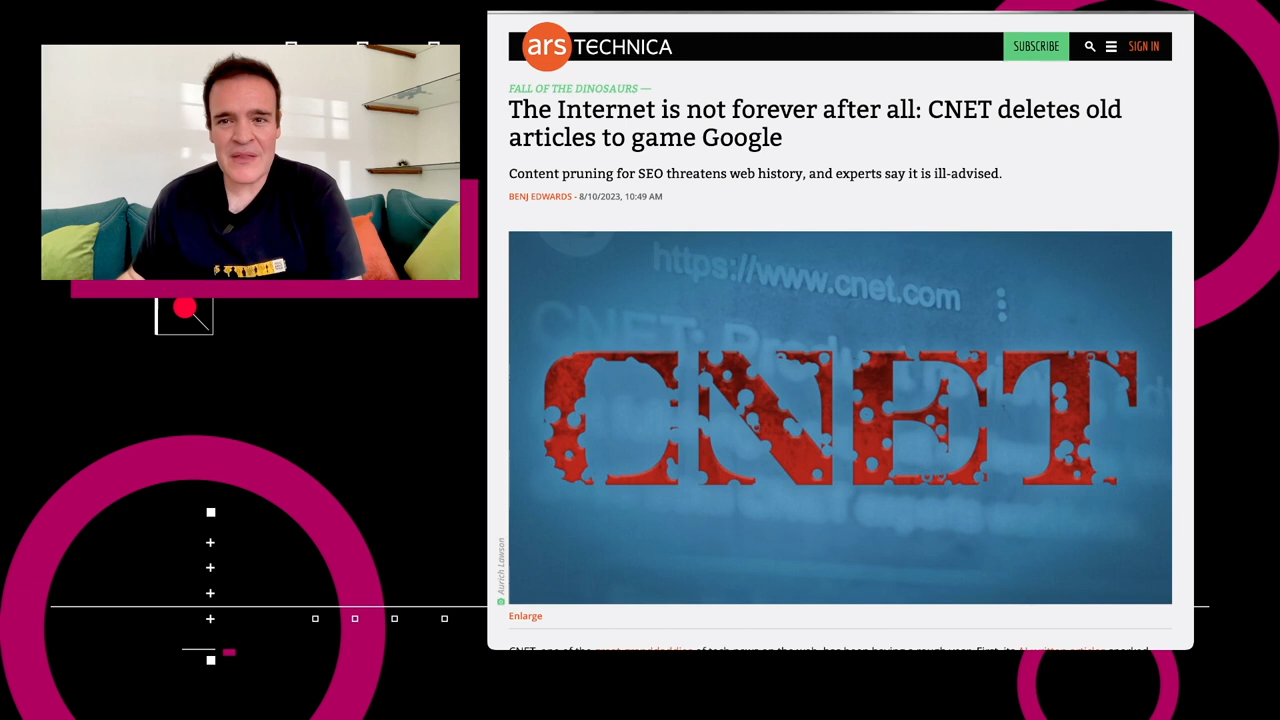 ars TECHNICA
SUBSCRIBE
SIGN IN
FALL OF THE DINOSAURS —
The Internet is not forever after all: CNET deletes old
articles to game Google
Content pruning for SEO threatens web history, and experts say it is ill-advised.
BENJ EDWARDS - 8/10/2023, 10:49 AM
https://www.cnet.com
CNET: Product
CNET
Aurich Lawson
Enlarge